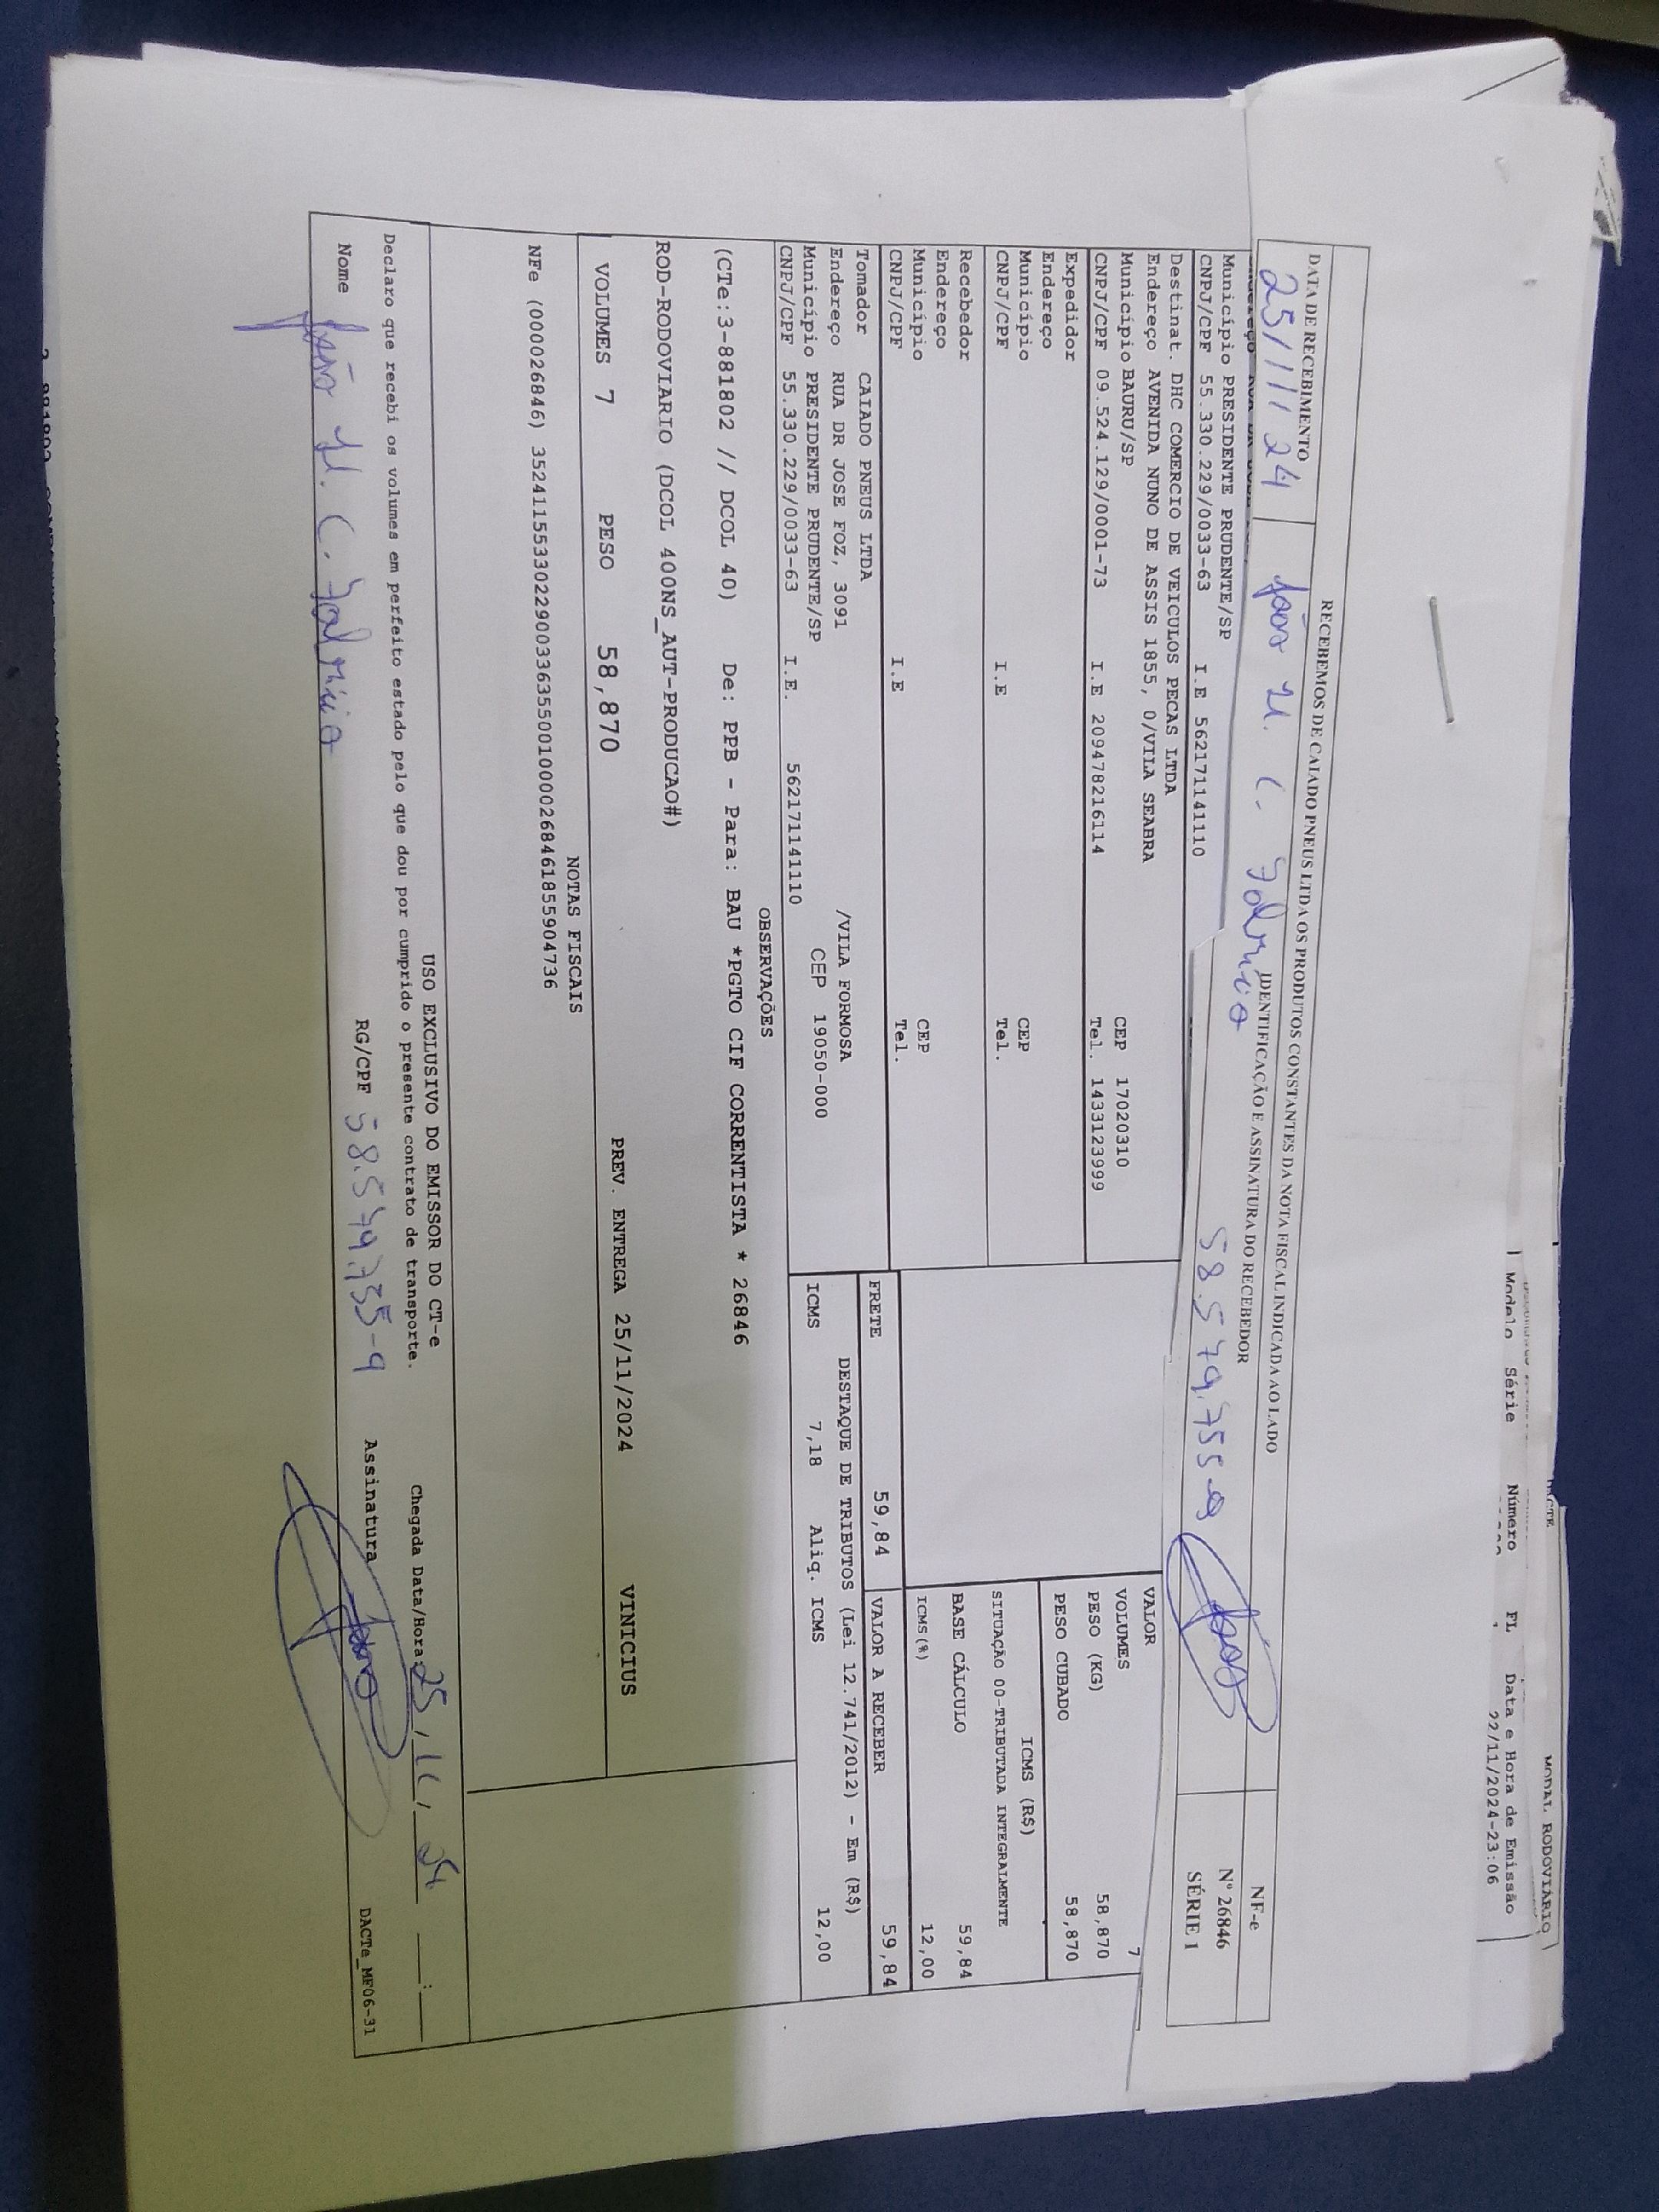 MODAL RODOVIÁRIO
DACTE
Modelo Série Número FL Data e Hora de Emissão
22/11/2024-23:06
RECEBEMOS DE CAIADO PNEUS LTDA OS PRODUTOS CONSTANTES DA NOTA FISCAL INDICADA AO LADO
DATA DE RECEBIMENTO
IDENTIFICAÇÃO E ASSINATURA DO RECEBEDOR
25/11/24 58.579.755-9
NF-e
Nº 26846
SÉRIE 1
Município PRESIDENTE PRUDENTE/SP
CNPJ/CPF 55.330.229/0033-63 I.E 562171141110
Destinat. DHC COMERCIO DE VEICULOS PECAS LTDA
Endereço AVENIDA NUNO DE ASSIS 1855, 0/VILA SEABRA
Município BAURU/SP CEP 17020310
CNPJ/CPF 09.524.129/0001-73 I.E 209478216114 Tel. 1433123999
Expedidor
Endereço
Município CEP
CNPJ/CPF I.E Tel.
Recebedor
Endereço
Município CEP
CNPJ/CPF I.E Tel.
VALOR
VOLUMES 7
PESO (KG) 58,870
PESO CUBADO 58,870
ICMS (R$)
SITUAÇÃO 00-TRIBUTADA INTEGRALMENTE
BASE CÁLCULO 59,84
ICMS(%) 12,00
Tomador CAIADO PNEUS LTDA
Endereço RUA DR JOSE FOZ, 3091 /VILA FORMOSA
Município PRESIDENTE PRUDENTE/SP CEP 19050-000
CNPJ/CPF 55.330.229/0033-63 I.E. 562171141110
FRETE 59,84 VALOR A RECEBER 59,84
DESTAQUE DE TRIBUTOS (Lei 12.741/2012) - Em (R$)
ICMS 7,18 Aliq. ICMS 12,00
OBSERVAÇÕES
(CTe:3-881802 // DCOL 40) De: PPB - Para: BAU *PGTO CIF CORRENTISTA * 26846
ROD-RODOVIARIO (DCOL 400NS_AUT-PRODUCAO#)
VOLUMES 7 PESO 58,870 PREV. ENTREGA 25/11/2024 VINICIUS
NOTAS FISCAIS
NFe (000026846) 35241155330229003363550010000268461855904736
USO EXCLUSIVO DO EMISSOR DO CT-e
Declaro que recebi os volumes em perfeito estado pelo que dou por cumprido o presente contrato de transporte.
Chegada Data/Hora: 25/11/24 __:__
Nome RG/CPF 58.579.735-9 Assinatura
DACTe_MF06-31